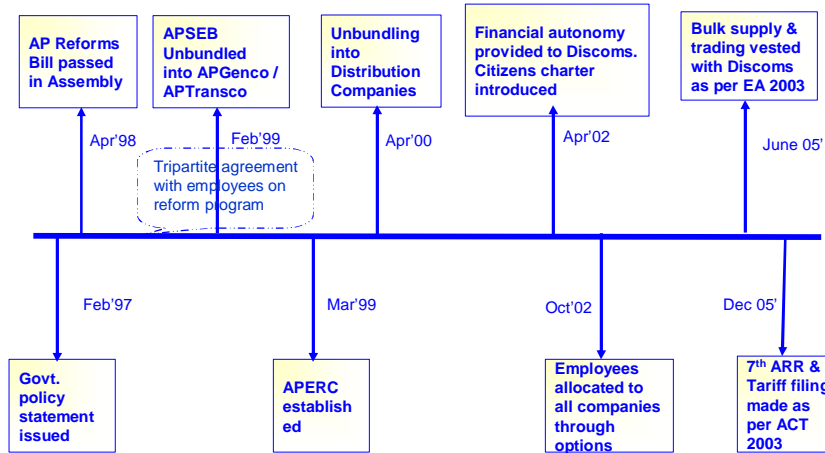 AP Reforms
Bill passed
in Assembly
APSEB
Unbundled
into APGenco /
APTransco
Unbundling
into
Distribution
Companies
Financial autonomy
provided to Discoms.
Citizens charter
introduced
Bulk supply &
trading vested
with Discoms
as per EA 2003
Apr'98
Feb'99
Apr'00
Apr'02
June 05'
Tripartite agreement
with employees on
reform program
Feb'97
Mar'99
Oct'02
Dec 05'
Govt.
policy
statement
issued
APERC
establish
ed
Employees
allocated to
all companies
through
options
7th ARR &
Tariff filing
made as
per ACT
2003